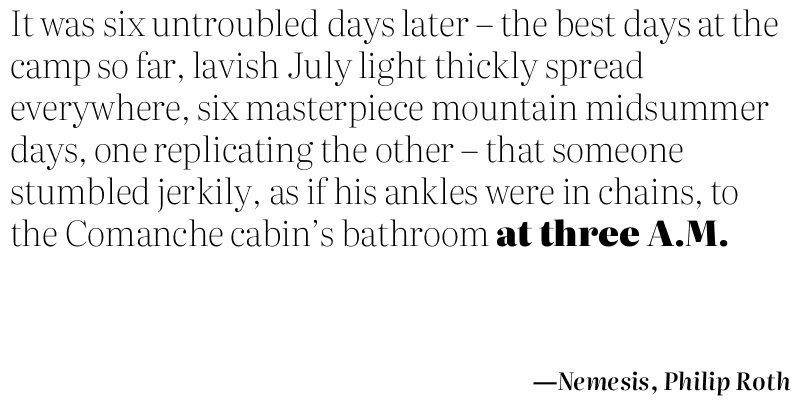 It was six untroubled days later – the best days at the
camp so far, lavish July light thickly spread
everywhere, six masterpiece mountain midsummer
days, one replicating the other – that someone
stumbled jerkily, as if his ankles were in chains, to
the Comanche cabin’s bathroom at three A.M.
—Nemesis, Philip Roth